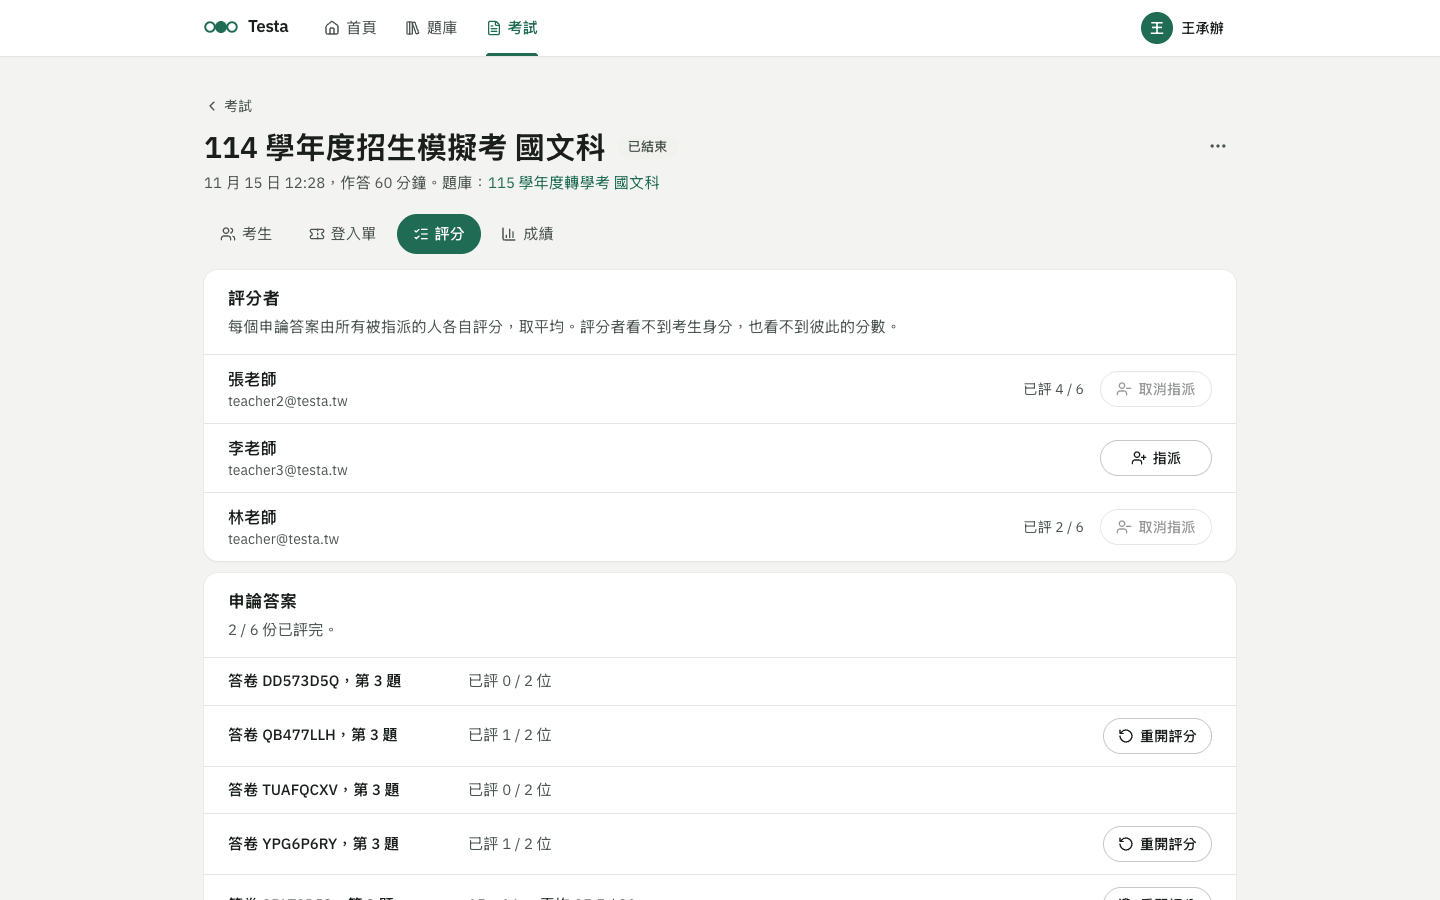 Testa
首頁
題庫
考試
王
王承辦
考試
114 學年度招生模擬考 國文科
已結束
11 月 15 日 12:28，作答 60 分鐘。題庫：115 學年度轉學考 國文科
考生
登入單
評分
成績
評分者
每個申論答案由所有被指派的人各自評分，取平均。評分者看不到考生身分，也看不到彼此的分數。
張老師
teacher2@testa.tw
已評 4 / 6
取消指派
李老師
teacher3@testa.tw
指派
林老師
teacher@testa.tw
已評 2 / 6
取消指派
申論答案
2 / 6 份已評完。
答卷 DD573D5Q，第 3 題
已評 0 / 2 位
答卷 QB477LLH，第 3 題
已評 1 / 2 位
重開評分
答卷 TUAFQCXV，第 3 題
已評 0 / 2 位
答卷 YPG6P6RY，第 3 題
已評 1 / 2 位
重開評分